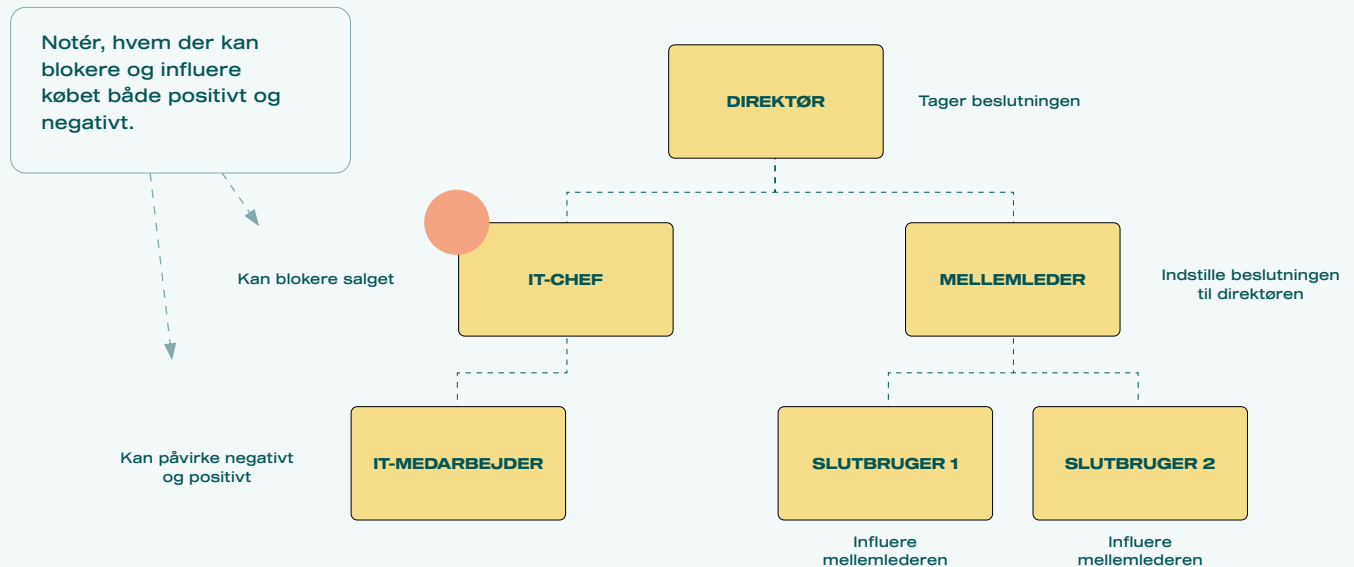 Notér, hvem der kan
blokere og influere
købet både positivt og
negativt.
DIREKTØR
Tager beslutningen
Kan blokere salget
IT-CHEF
MELLEMLEDER
Indstille beslutningen
til direktøren
Kan påvirke negativt
og positivt
IT-MEDARBEJDER
SLUTBRUGER 1
SLUTBRUGER 2
Influere
mellemlederen
Influere
mellemlederen